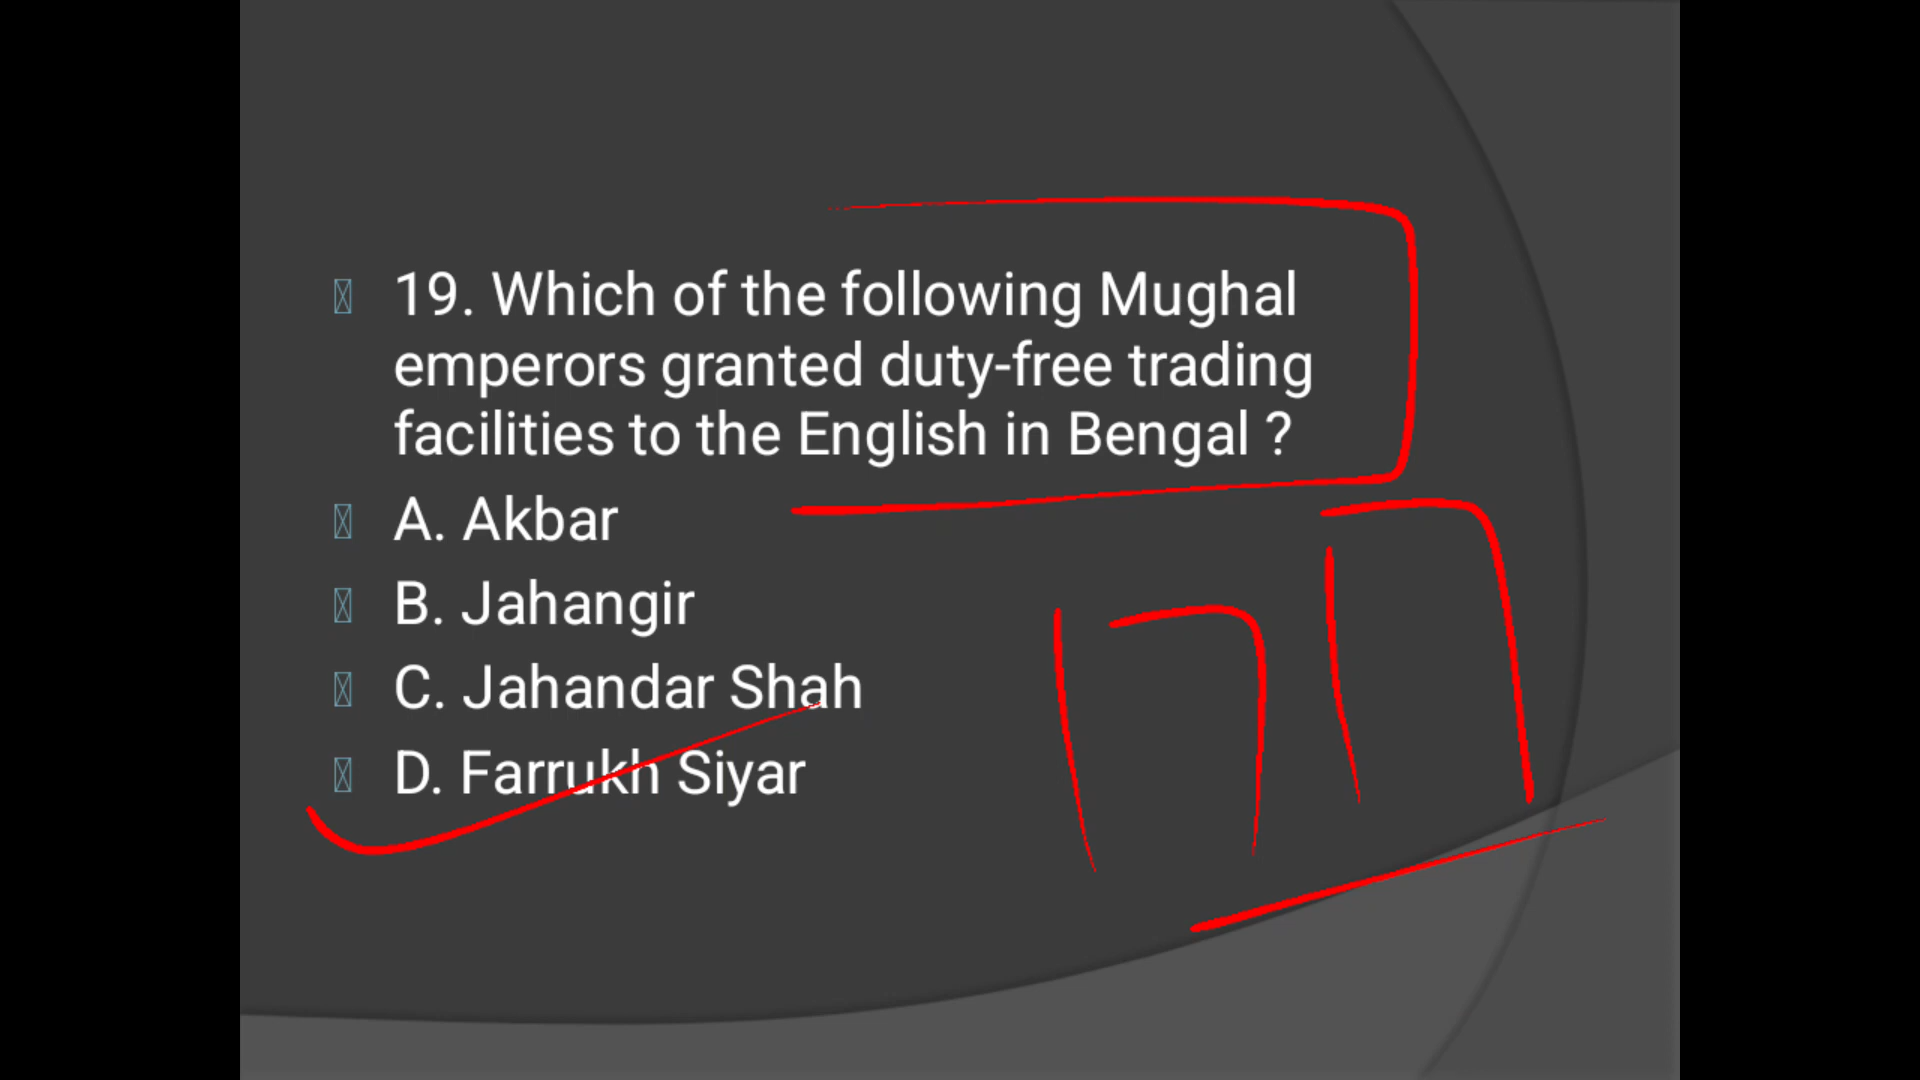 19. Which of the following Mughal
emperors granted duty-free trading
facilities to the English in Bengal ?
A. Akbar
B. Jahangir
C. Jahandar Shah
D. Farrukh Siyar